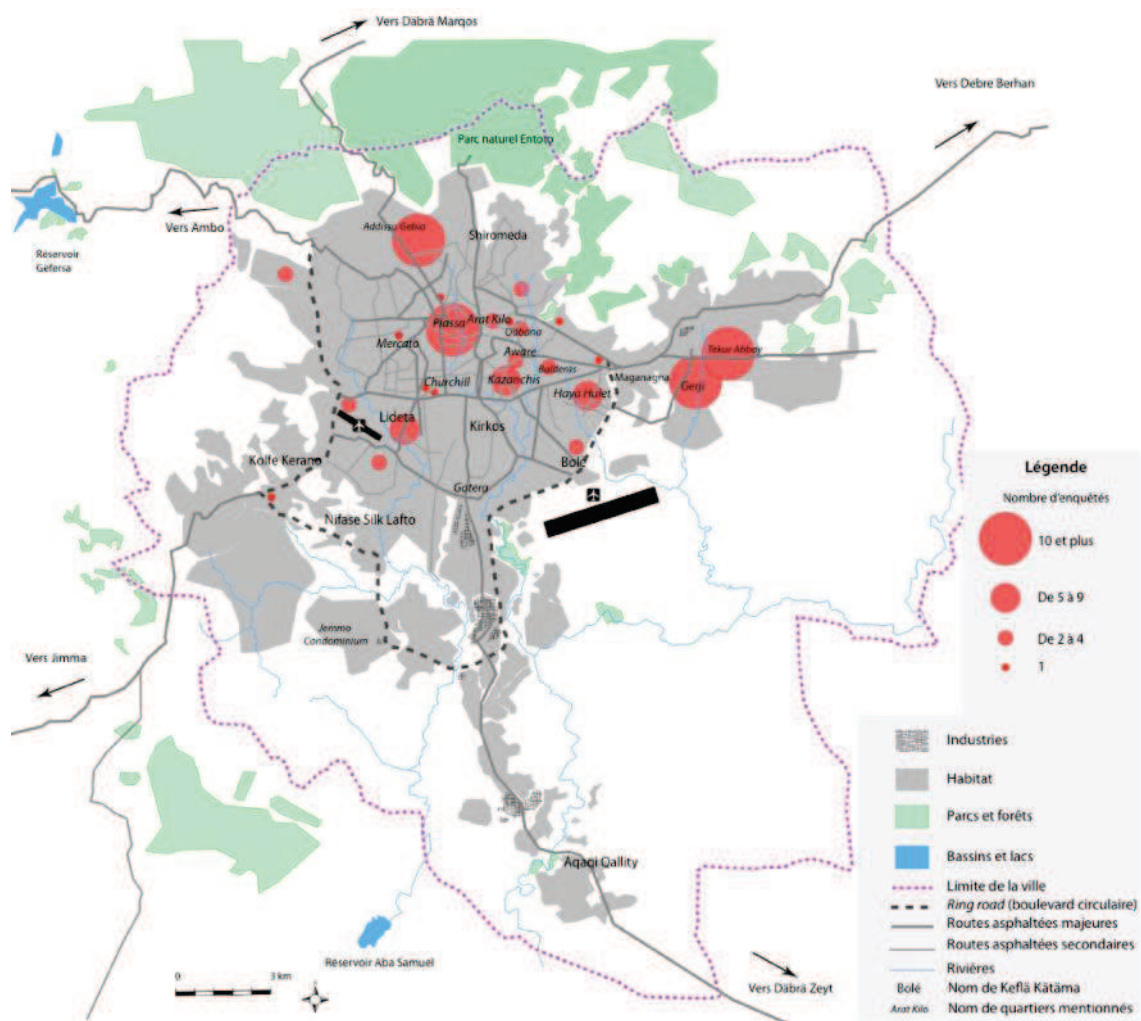 Vers Däbrä Marqos
Vers Debre Berhan
Parc naturel Entoto
Vers Ambo
Réservoir
Gefersa
Addissu Gebia
Shiromeda
Piassa
Arat Kilo
Qabana
Mercato
Aware
Balderas
Tekur Abbay
Churchill
Kazanchis
Maganagna
Gerji
Haya Hulet
Lideta
Kirkos
Kolfe Kerano
Bolé
Gotera
Nifase Silk Lafto
Jemmo
Condominium
Vers Jimma
Aqaqi Qallity
Réservoir Aba Samuel
Vers Däbrä Zeyt
0 3 km
Légende
Nombre d'enquêtés
10 et plus
De 5 à 9
De 2 à 4
1
Industries
Habitat
Parcs et forêts
Bassins et lacs
Limite de la ville
Ring road (boulevard circulaire)
Routes asphaltées majeures
Routes asphaltées secondaires
Rivières
Bolé Nom de Keflä Kätäma
Arat Kilo Nom de quartiers mentionnés